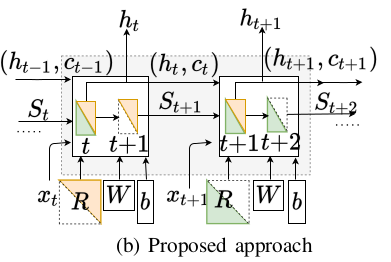 h_t h_{t+1}
(h_{t-1}, c_{t-1}) (h_t, c_t) (h_{t+1}, c_{t+1})
S_t S_{t+1} S_{t+2}
..... .....
t t+1 t+1 t+2
x_t R W b x_{t+1} R W b
(b) Proposed approach